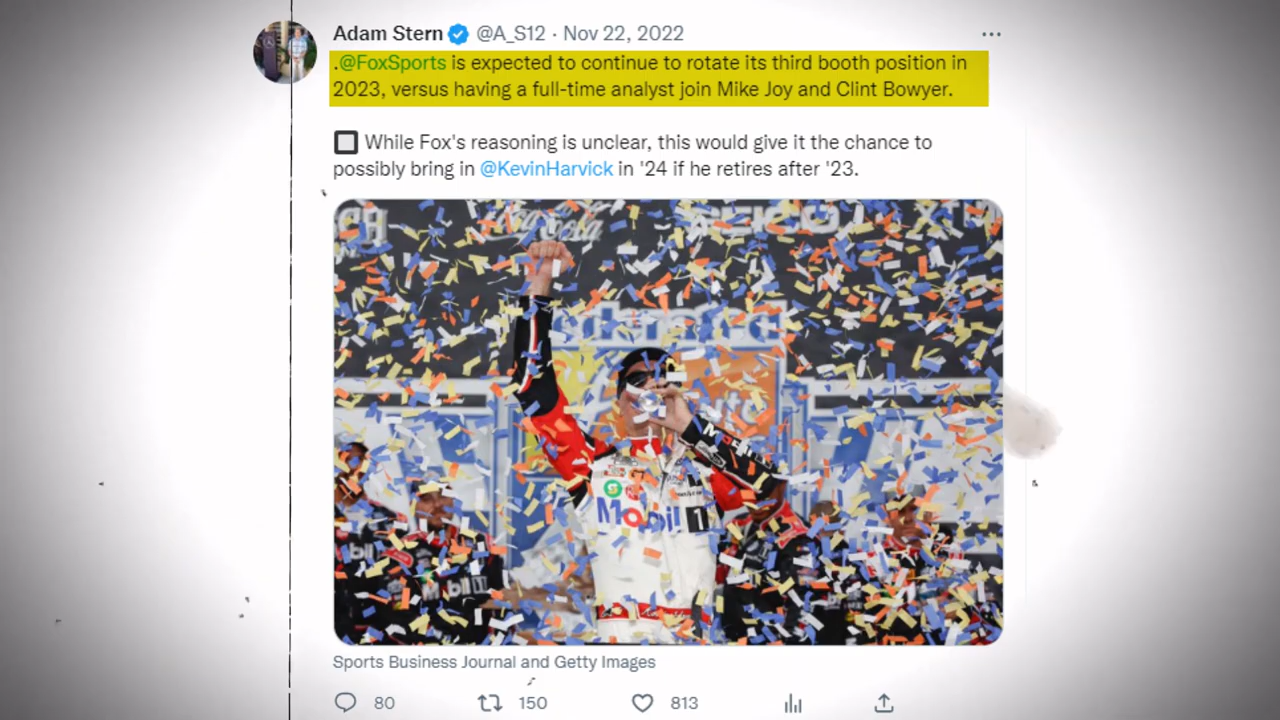 Adam Stern @A_S12 · Nov 22, 2022
.@FoxSports is expected to continue to rotate its third booth position in
2023, versus having a full-time analyst join Mike Joy and Clint Bowyer.
While Fox's reasoning is unclear, this would give it the chance to
possibly bring in @KevinHarvick in '24 if he retires after '23.
Coca-Cola
GEICO
Mobil 1
Sports Business Journal and Getty Images
80 150 813